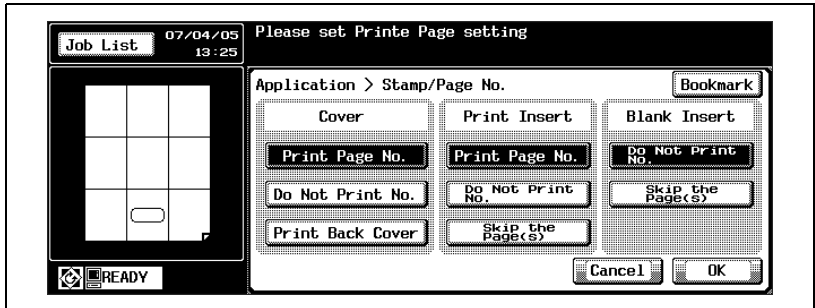 Job List
07/04/05
13:25
Please set Printe Page setting
Application > Stamp/Page No.
Bookmark
Cover
Print Insert
Blank Insert
Print Page No.
Print Page No.
Do Not Print
No.
Do Not Print No.
Do Not Print
No.
Skip the
Page(s)
Print Back Cover
Skip the
Page(s)
READY
Cancel
OK